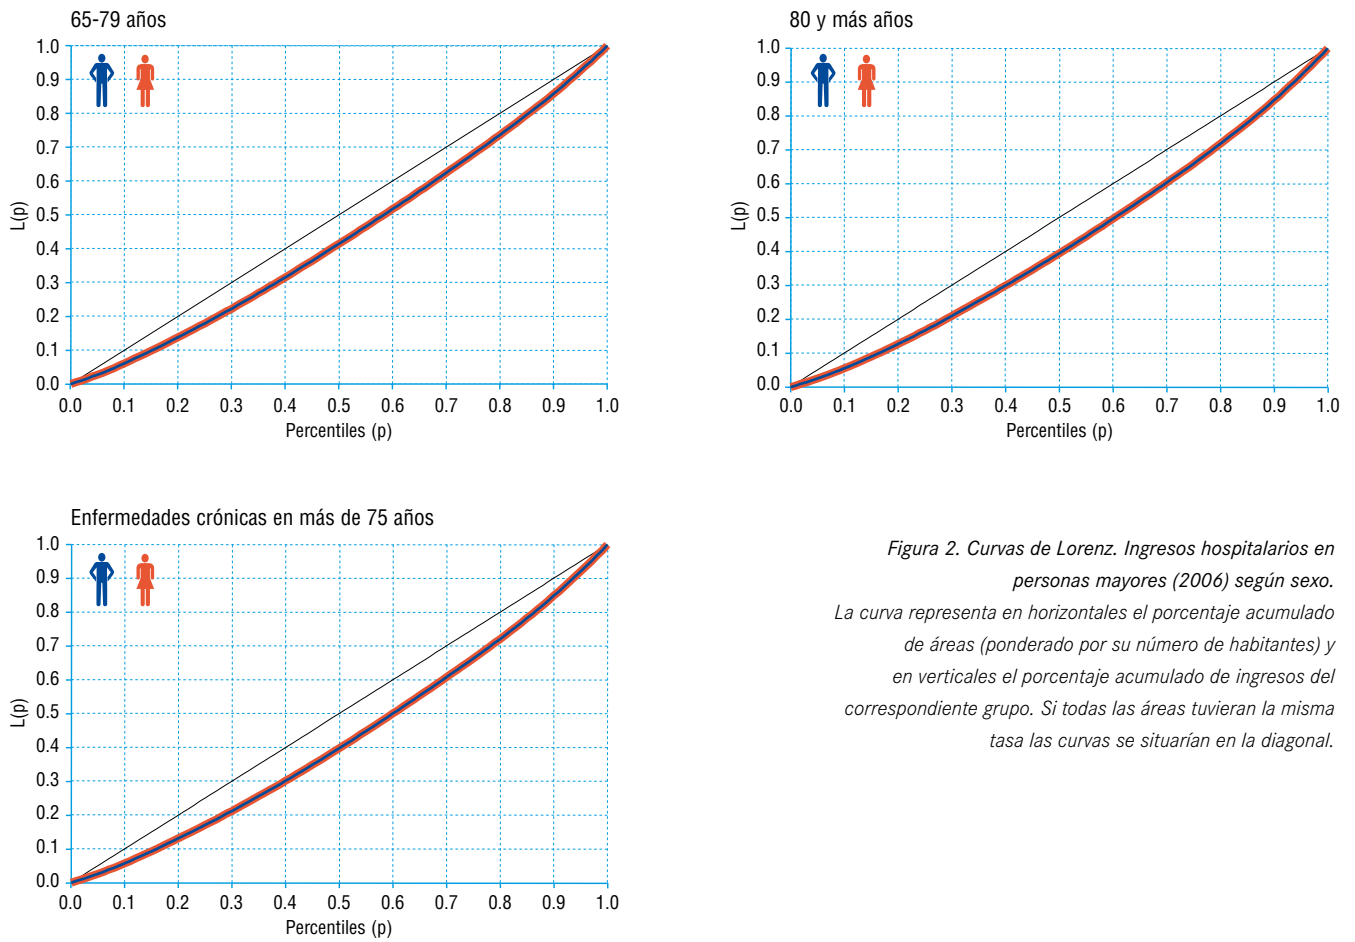 65-79 años
1.0
0.9
0.8
0.7
0.6
0.5
0.4
0.3
0.2
0.1
0.0
L(p)
0.0 0.1 0.2 0.3 0.4 0.5 0.6 0.7 0.8 0.9 1.0
Percentiles (p)
80 y más años
1.0
0.9
0.8
0.7
0.6
0.5
0.4
0.3
0.2
0.1
0.0
L(p)
0.0 0.1 0.2 0.3 0.4 0.5 0.6 0.7 0.8 0.9 1.0
Percentiles (p)
Enfermedades crónicas en más de 75 años
1.0
0.9
0.8
0.7
0.6
0.5
0.4
0.3
0.2
0.1
0.0
L(p)
0.0 0.1 0.2 0.3 0.4 0.5 0.6 0.7 0.8 0.9 1.0
Percentiles (p)
Figura 2. Curvas de Lorenz. Ingresos hospitalarios en
personas mayores (2006) según sexo.
La curva representa en horizontales el porcentaje acumulado
de áreas (ponderado por su número de habitantes) y
en verticales el porcentaje acumulado de ingresos del
correspondiente grupo. Si todas las áreas tuvieran la misma
tasa las curvas se situarían en la diagonal.